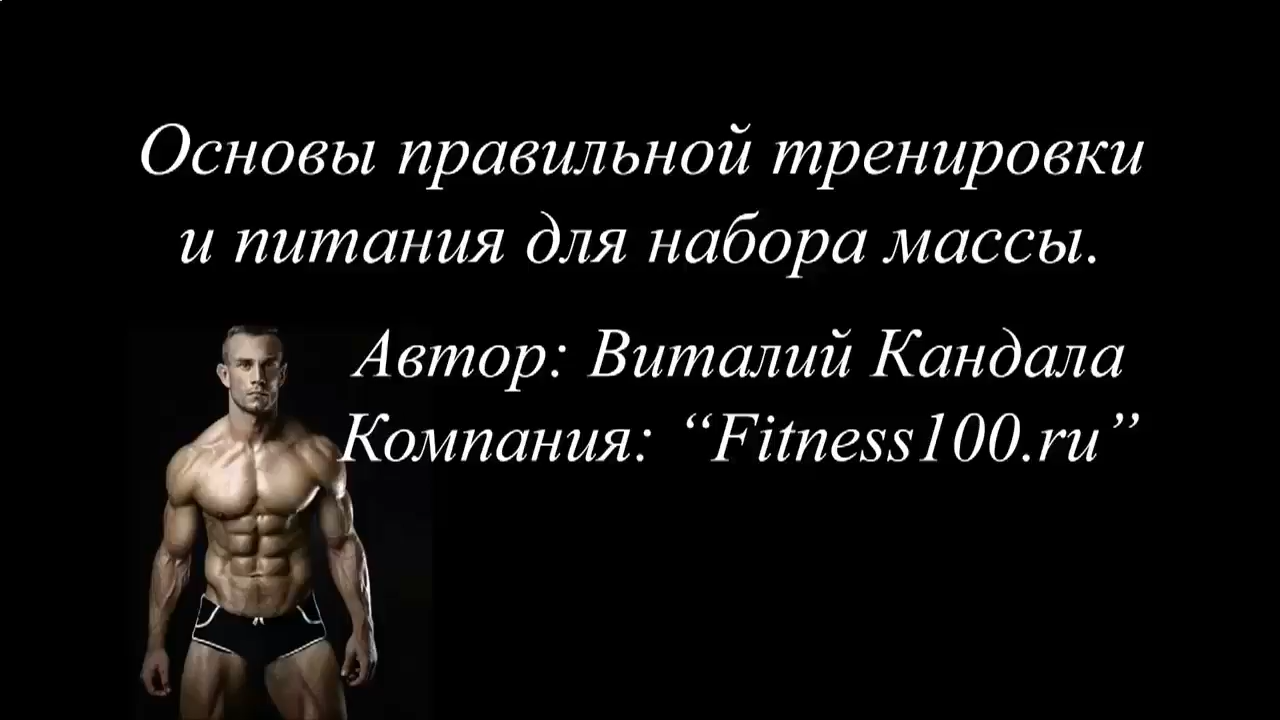 Основы правильной тренировки
и питания для набора массы.
Автор: Виталий Кандала
Компания: “Fitness100.ru”